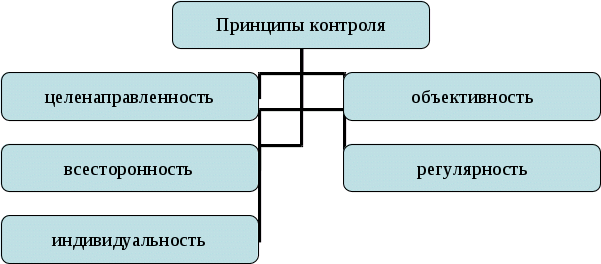 Принципы контроля
целенаправленность
объективность
всесторонность
регулярность
индивидуальность